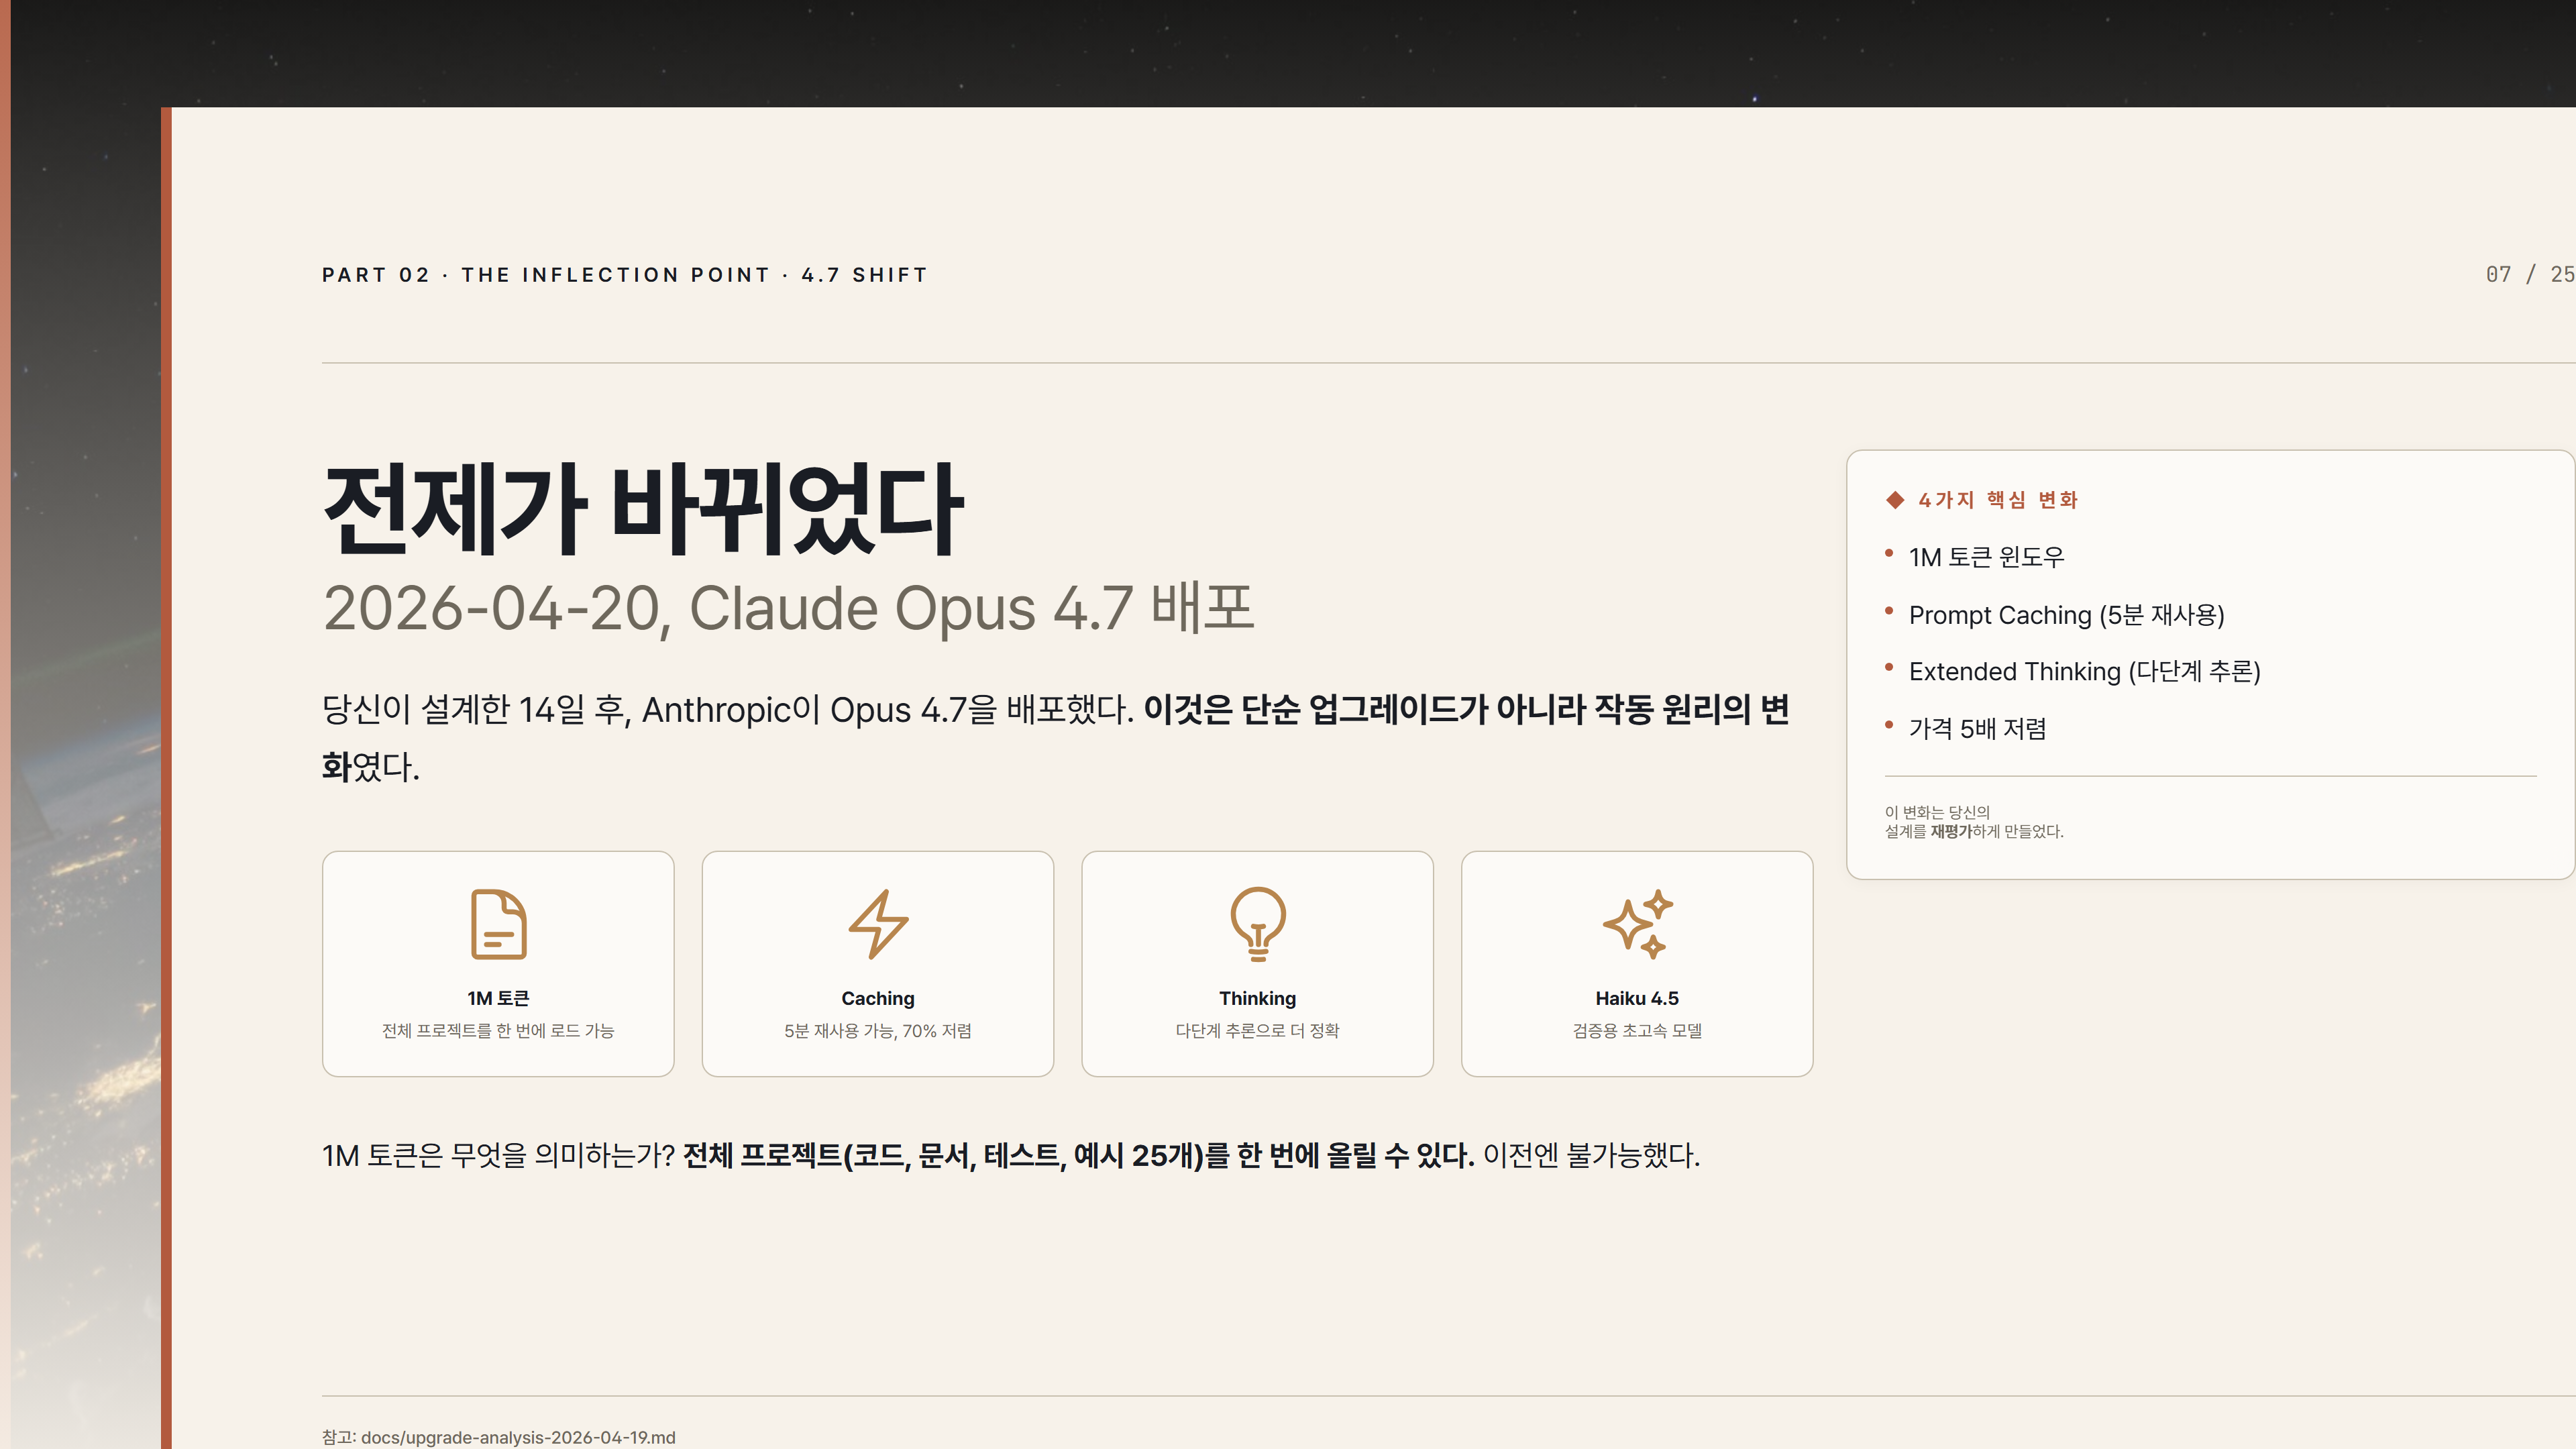 PART 02 · THE INFLECTION POINT · 4.7 SHIFT
07 / 25
전제가 바뀌었다
2026-04-20, Claude Opus 4.7 배포
당신이 설계한 14일 후, Anthropic이 Opus 4.7을 배포했다. 이것은 단순 업그레이드가 아니라 작동 원리의 변
화였다.
1M 토큰
전체 프로젝트를 한 번에 로드 가능
Caching
5분 재사용 가능, 70% 저렴
Thinking
다단계 추론으로 더 정확
Haiku 4.5
검증용 초고속 모델
1M 토큰은 무엇을 의미하는가? 전체 프로젝트(코드, 문서, 테스트, 예시 25개)를 한 번에 올릴 수 있다. 이전엔 불가능했다.
◆ 4가지 핵심 변화
• 1M 토큰 윈도우
• Prompt Caching (5분 재사용)
• Extended Thinking (다단계 추론)
• 가격 5배 저렴
이 변화는 당신의
설계를 재평가하게 만들었다.
참고: docs/upgrade-analysis-2026-04-19.md